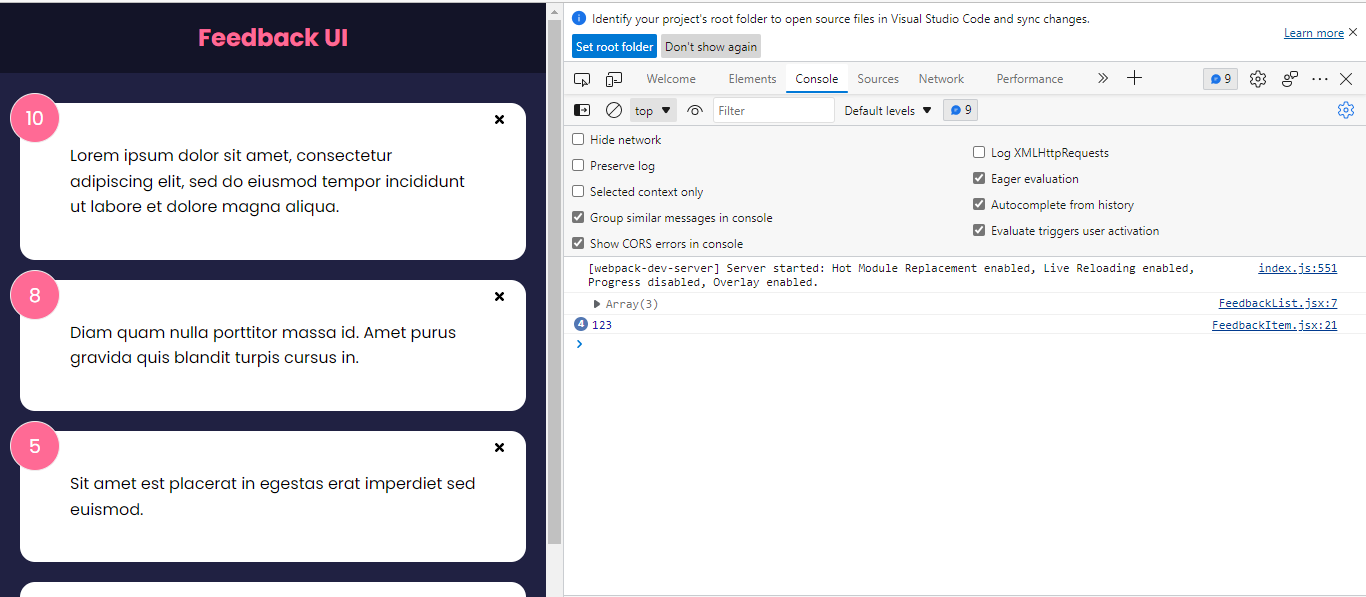 Feedback UI
10
Lorem ipsum dolor sit amet, consectetur
adipiscing elit, sed do eiusmod tempor incididunt
ut labore et dolore magna aliqua.
8
Diam quam nulla porttitor massa id. Amet purus
gravida quis blandit turpis cursus in.
5
Sit amet est placerat in egestas erat imperdiet sed
euismod.
Identify your project's root folder to open source files in Visual Studio Code and sync changes.
Set root folder Don't show again
Learn more
Welcome Elements Console Sources Network Performance 9
top Filter Default levels 9
Hide network
Preserve log
Selected context only
Group similar messages in console
Show CORS errors in console
Log XMLHttpRequests
Eager evaluation
Autocomplete from history
Evaluate triggers user activation
[webpack-dev-server] Server started: Hot Module Replacement enabled, Live Reloading enabled, index.js:551
Progress disabled, Overlay enabled.
Array(3) FeedbackList.jsx:7
4 123 FeedbackItem.jsx:21